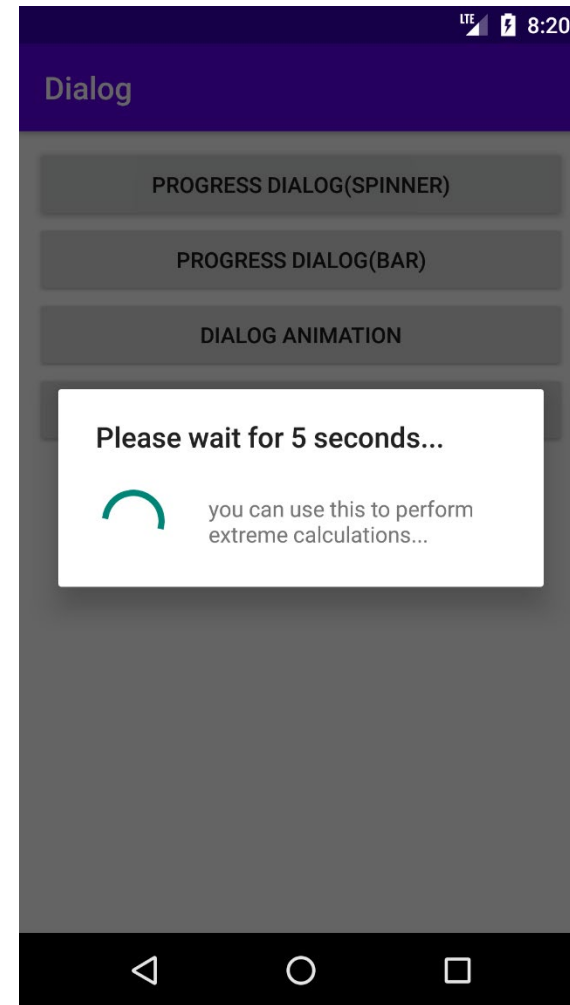 LTE 8:20
Dialog
PROGRESS DIALOG(SPINNER)
PROGRESS DIALOG(BAR)
DIALOG ANIMATION
Please wait for 5 seconds...
you can use this to perform
extreme calculations...